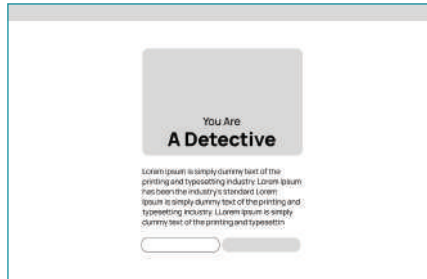 You Are
A Detective
Lorem ipsum is simply dummy text of the
printing and typesetting industry. Lorem Ipsum
has been the industry's standard Lorem
Ipsum is simply dummy text of the printing and
typesetting industry. LLorem Ipsum is simply
dummy text of the printing and typesettin